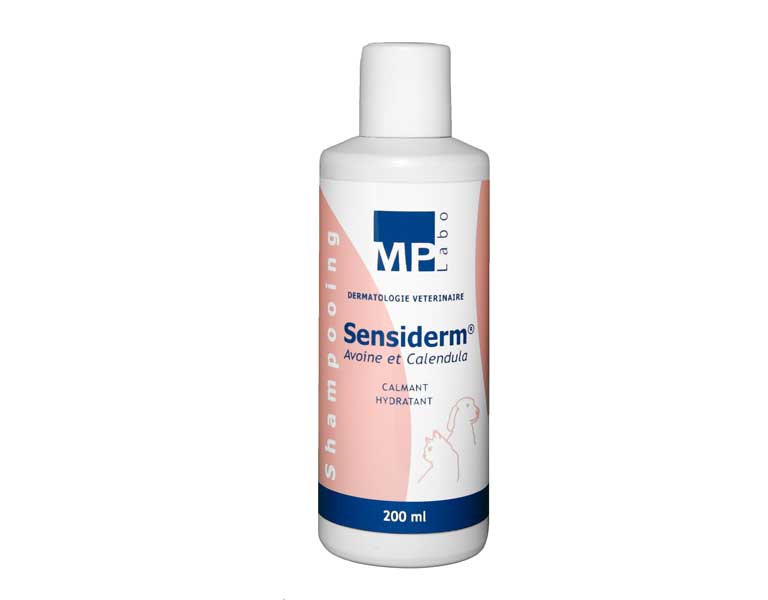 MP
Labo
DERMATOLOGIE VETERINAIRE
Sensiderm®
Avoine et Calendula
CALMANT
HYDRATANT
Shampooing
200 ml